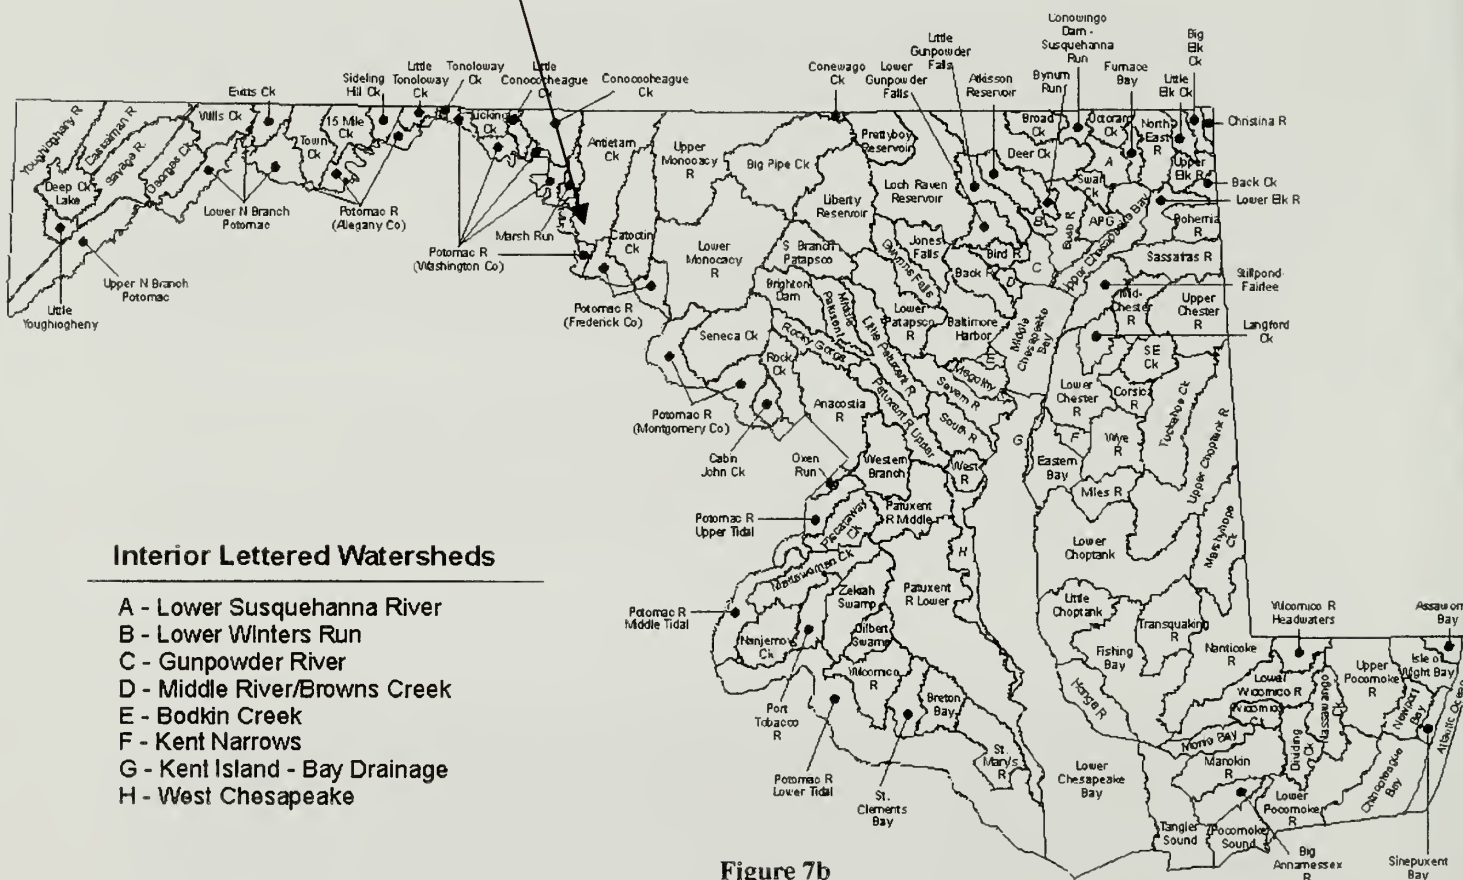 Conowingo
Dam -
Susquehanna
Run
Big
Elk
Ck
Little
Gunpowder
Falls
Lower
Gunpowder
Falls
Atkisson
Reservoir
Bynum
Run
Furnace
Bay
Little
Elk Ck
Conewago
Ck
Evitts Ck
Sideling
Hill Ck
Little
Tonoloway
Ck
Tonoloway
Ck
Little
Conococheague
Ck
Conococheague
Ck
Christina R
Youghiogheny R
Casselman R
Savage R
Georges Ck
Wills Ck
Town
Ck
15 Mile
Ck
Licking
Ck
Antietam
Ck
Upper
Monocacy
R
Big Pipe Ck
Prettyboy
Reservoir
Broad
Ck
Octoraro
Ck
North
East
R
Deer Ck
A
Upper
Elk R
Back Ck
Lower Elk R
Deep Ck
Lake
Lower N Branch
Potomac
Potomac R
(Allegany Co)
Marsh Run
Potomac R
(Washington Co)
Catoctin
Ck
Lower
Monocacy
R
Liberty
Reservoir
Loch Raven
Reservoir
Swan
Ck
B
Bush R
APG
Upper Chesapeake Bay
Bohemia
R
Sassafras R
Upper N Branch
Potomac
Little
Youghiogheny
Potomac R
(Frederick Co)
S Branch
Patapsco
Gwynns Falls
Jones
Falls
Back R
Bird R
C
D
Stillpond-
Fairlee
Brighton
Dam
Middle
Patuxent
Little Patuxent R
Lower
Patapsco
R
Baltimore
Harbor
Middle
Chesapeake
Bay
Mid-
Chester
R
Upper
Chester
R
Langford
Ck
Seneca Ck
Rocky Gorge
Rock
Ck
E
Magothy R
Severn R
SE
Ck
Lower
Chester
R
Corsica
R
Tuckahoe Ck
Potomac R
(Montgomery Co)
Cabin
John Ck
Anacostia
R
Patuxent R Upper
South R
G
F
Wye
R
Upper Choptank R
Oxen
Run
Western
Branch
West
R
Eastern
Bay
Miles R
Potomac R
Upper Tidal
Piscataway
Ck
Patuxent
R Middle
Lower
Choptank
Marshyhope
Ck
Mattawoman Ck
H
Interior Lettered Watersheds
A - Lower Susquehanna River
B - Lower Winters Run
C - Gunpowder River
D - Middle River/Browns Creek
E - Bodkin Creek
F - Kent Narrows
G - Kent Island - Bay Drainage
H - West Chesapeake
Potomac R
Middle Tidal
Nanjemoy
Ck
Zekiah
Swamp
Gilbert
Swamp
Patuxent
R Lower
Little
Choptank
Transquaking
R
Fishing
Bay
Nanticoke
R
Wicomico R
Headwaters
Assawoman
Bay
Isle of
Wight Bay
Upper
Pocomoke
R
Newport
Bay
Atlantic Ocean
Port
Tobacco
R
Wicomico
R
Breton
Bay
Honga R
Lower
Wicomico R
Wicomico
Ck
Nassawango
Ck
Dividing
Ck
Monie Bay
Manokin
R
Potomac R
Lower Tidal
St.
Clements
Bay
St.
Mary's
R
Lower
Chesapeake
Bay
Chincoteague
Bay
Lower
Pocomoke
R
Tangier
Sound
Pocomoke
Sound
Big
Annamessex
R
Sinepuxent
Bay
Figure 7b